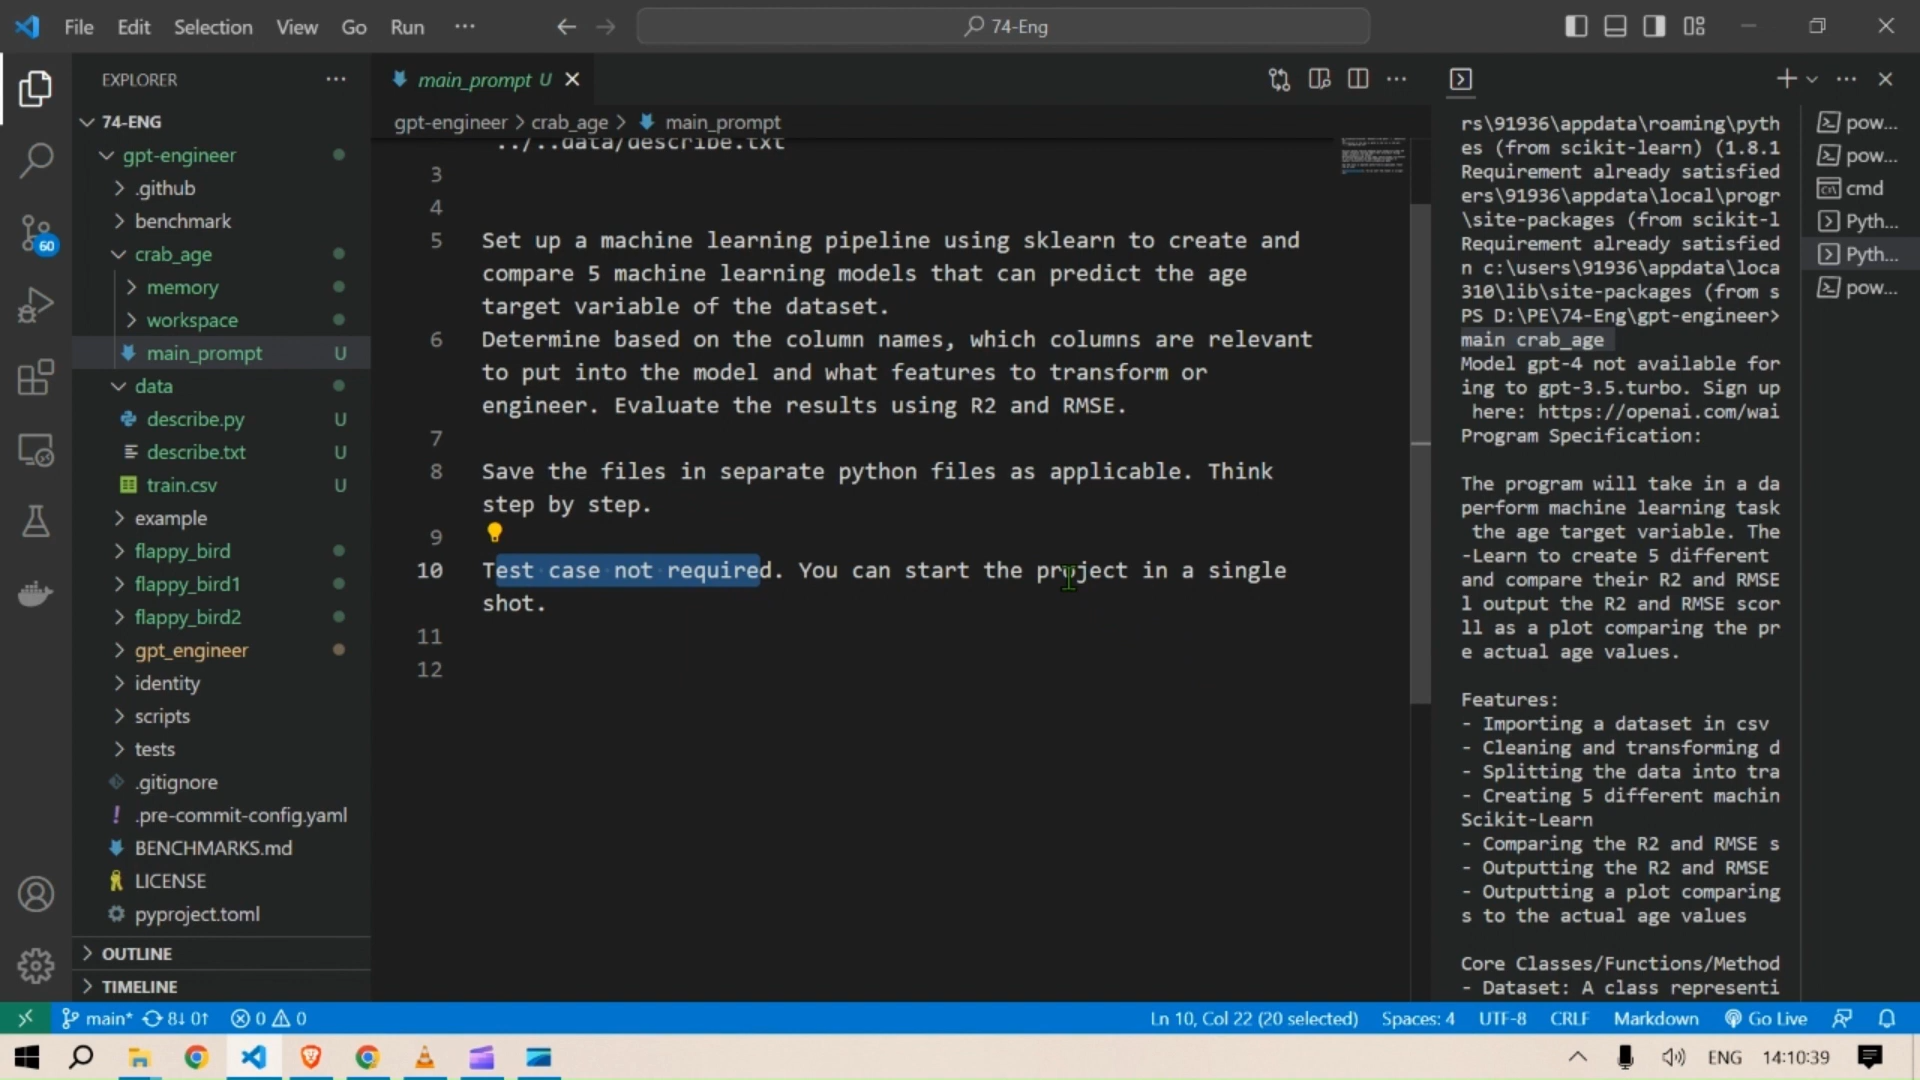 File Edit Selection View Go Run ··· 74-Eng
EXPLORER
74-ENG
gpt-engineer
.github
benchmark
crab_age
memory
workspace
main_prompt U
data
describe.py U
describe.txt U
train.csv U
example
flappy_bird
flappy_bird1
flappy_bird2
gpt_engineer
identity
scripts
tests
.gitignore
.pre-commit-config.yaml
BENCHMARKS.md
LICENSE
pyproject.toml
OUTLINE
TIMELINE
60
main_prompt U
gpt-engineer > crab_age > main_prompt
../..data/describe.txt
3
4
5 Set up a machine learning pipeline using sklearn to create and
compare 5 machine learning models that can predict the age
target variable of the dataset.
6 Determine based on the column names, which columns are relevant
to put into the model and what features to transform or
engineer. Evaluate the results using R2 and RMSE.
7
8 Save the files in separate python files as applicable. Think
step by step.
9
10 Test case not required. You can start the project in a single
shot.
11
12
rs\91936\appdata\roaming\pyth
es (from scikit-learn) (1.8.1
Requirement already satisfied
ers\91936\appdata\local\progr
\site-packages (from scikit-l
Requirement already satisfied
n c:\users\91936\appdata\loca
310\lib\site-packages (from s
PS D:\PE\74-Eng\gpt-engineer>
main crab_age
Model gpt-4 not available for
ing to gpt-3.5.turbo. Sign up
here: https://openai.com/wai
Program Specification:
The program will take in a da
perform machine learning task
the age target variable. The
-Learn to create 5 different
and compare their R2 and RMSE
l output the R2 and RMSE scor
ll as a plot comparing the pr
e actual age values.
Features:
- Importing a dataset in csv
- Cleaning and transforming d
- Splitting the data into tra
- Creating 5 different machin
Scikit-Learn
- Comparing the R2 and RMSE s
- Outputting the R2 and RMSE
- Outputting a plot comparing
s to the actual age values
Core Classes/Functions/Method
- Dataset: A class representi
pow...
pow...
cmd
Pyth...
Pyth...
pow...
main* 8↓ 0↑ 0 0 Ln 10, Col 22 (20 selected) Spaces: 4 UTF-8 CRLF Markdown Go Live
ENG 14:10:39